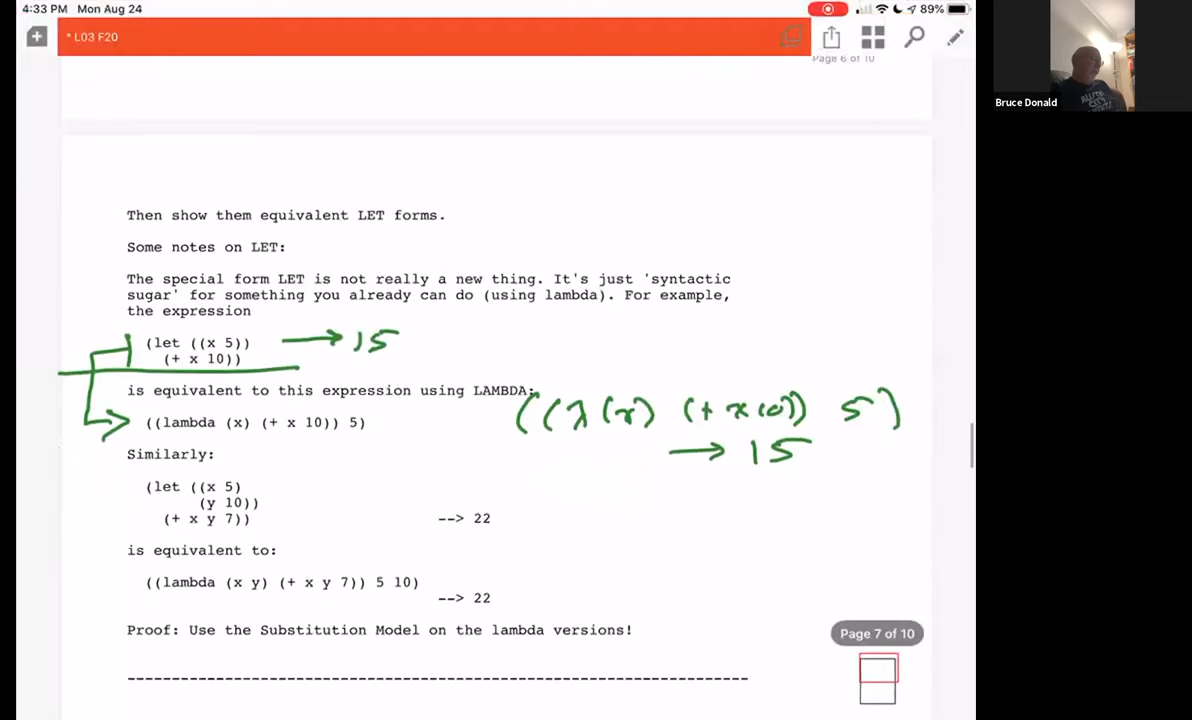 4:33 PM Mon Aug 24
89%
* L03 F20
Page 6 of 10
Bruce Donald
Then show them equivalent LET forms.
Some notes on LET:
The special form LET is not really a new thing. It's just 'syntactic
sugar' for something you already can do (using lambda). For example,
the expression
(let ((x 5)) → 15
(+ x 10))
is equivalent to this expression using LAMBDA:
((λ (x) (+ x 10)) 5)
((lambda (x) (+ x 10)) 5)
→ 15
Similarly:
(let ((x 5)
(y 10))
(+ x y 7)) --> 22
is equivalent to:
((lambda (x y) (+ x y 7)) 5 10)
--> 22
Proof: Use the Substitution Model on the lambda versions!
Page 7 of 10
----------------------------------------------------------------------